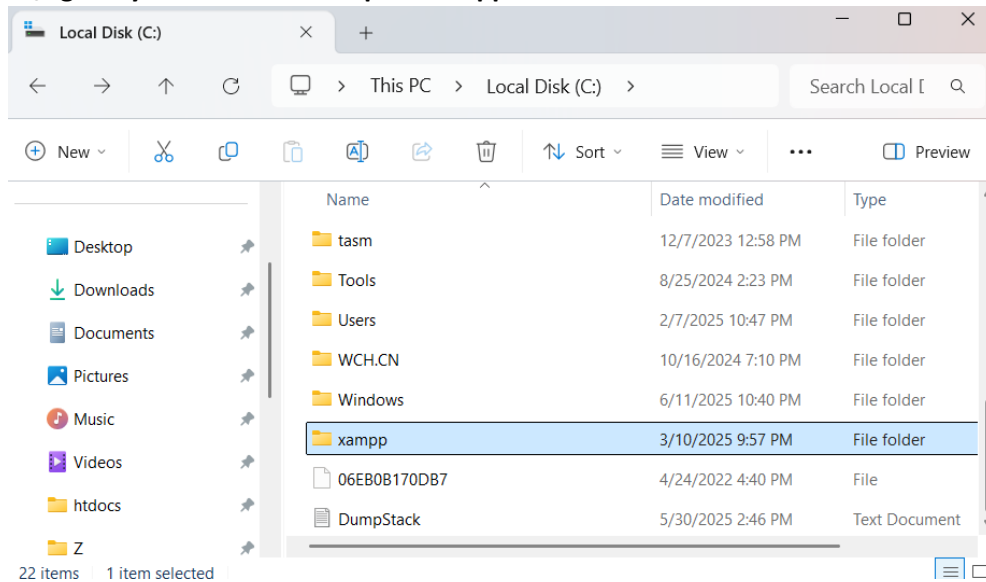 Local Disk (C:)
This PC > Local Disk (C:) >
Search Local
New
Sort
View
Preview
Name Date modified Type
Desktop
Downloads
Documents
Pictures
Music
Videos
htdocs
Z
tasm 12/7/2023 12:58 PM File folder
Tools 8/25/2024 2:23 PM File folder
Users 2/7/2025 10:47 PM File folder
WCH.CN 10/16/2024 7:10 PM File folder
Windows 6/11/2025 10:40 PM File folder
xampp 3/10/2025 9:57 PM File folder
06EB0B170DB7 4/24/2022 4:40 PM File
DumpStack 5/30/2025 2:46 PM Text Document
22 items 1 item selected